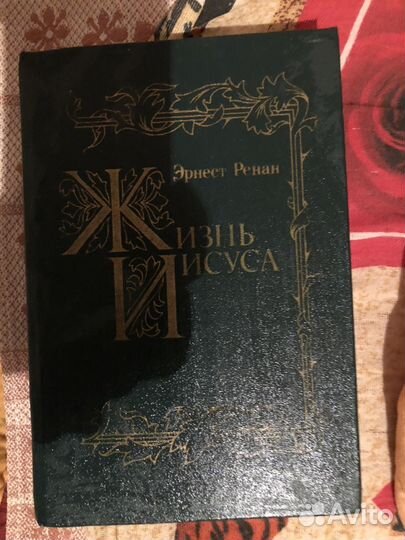 Эрнест Ренан
Жизнь
Иисуса
Avito